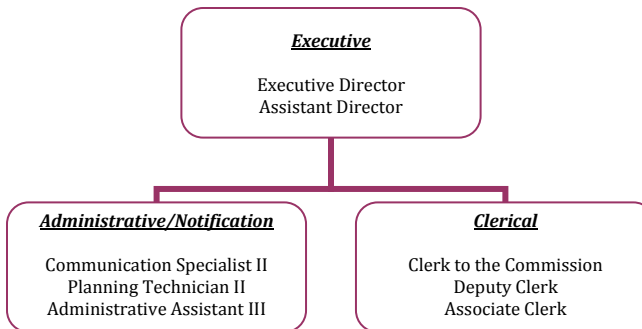 Executive
Executive Director
Assistant Director
Administrative/Notification
Communication Specialist II
Planning Technician II
Administrative Assistant III
Clerical
Clerk to the Commission
Deputy Clerk
Associate Clerk